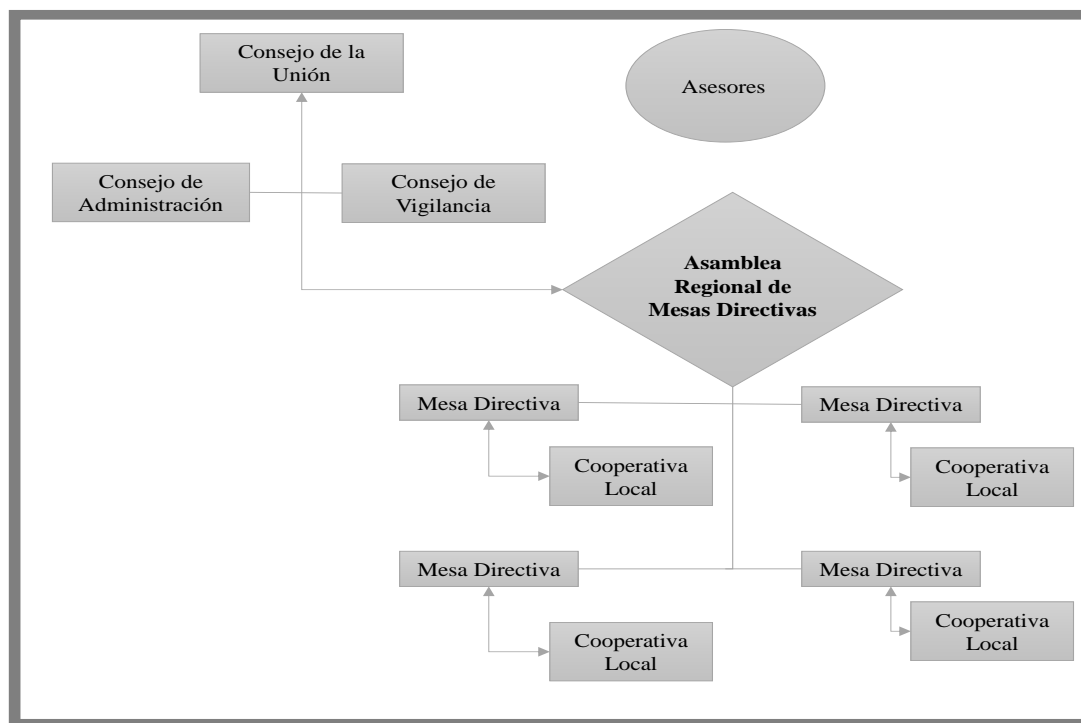 Consejo de la
Unión
Asesores
Consejo de
Administración
Consejo de
Vigilancia
Asamblea
Regional de
Mesas Directivas
Mesa Directiva
Mesa Directiva
Cooperativa
Local
Cooperativa
Local
Mesa Directiva
Mesa Directiva
Cooperativa
Local
Cooperativa
Local